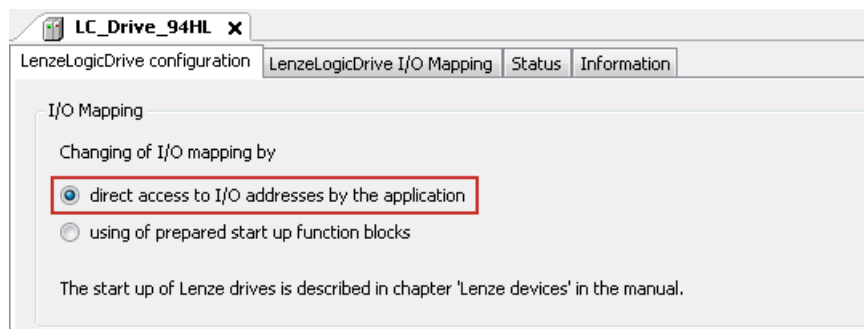 LC_Drive_94HL x
LenzeLogicDrive configuration LenzeLogicDrive I/O Mapping Status Information
I/O Mapping
Changing of I/O mapping by
direct access to I/O addresses by the application
using of prepared start up function blocks
The start up of Lenze drives is described in chapter 'Lenze devices' in the manual.